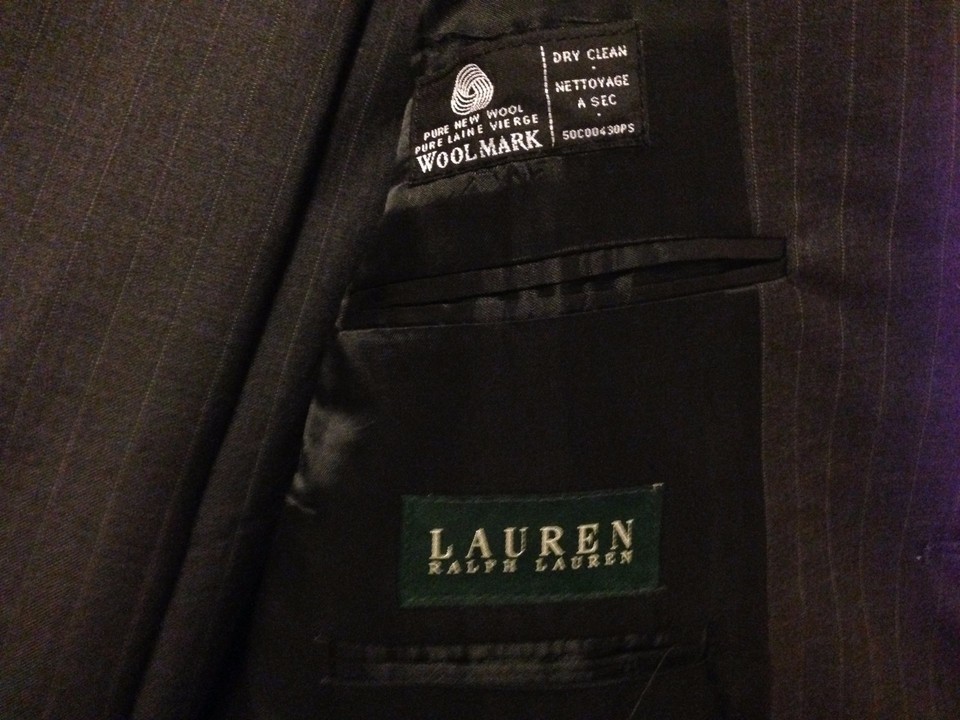 PURE NEW WOOL
PURE LAINE VIERGE
WOOLMARK
DRY CLEAN
NETTOYAGE
A SEC
50C00430PS
LAUREN
RALPH LAUREN